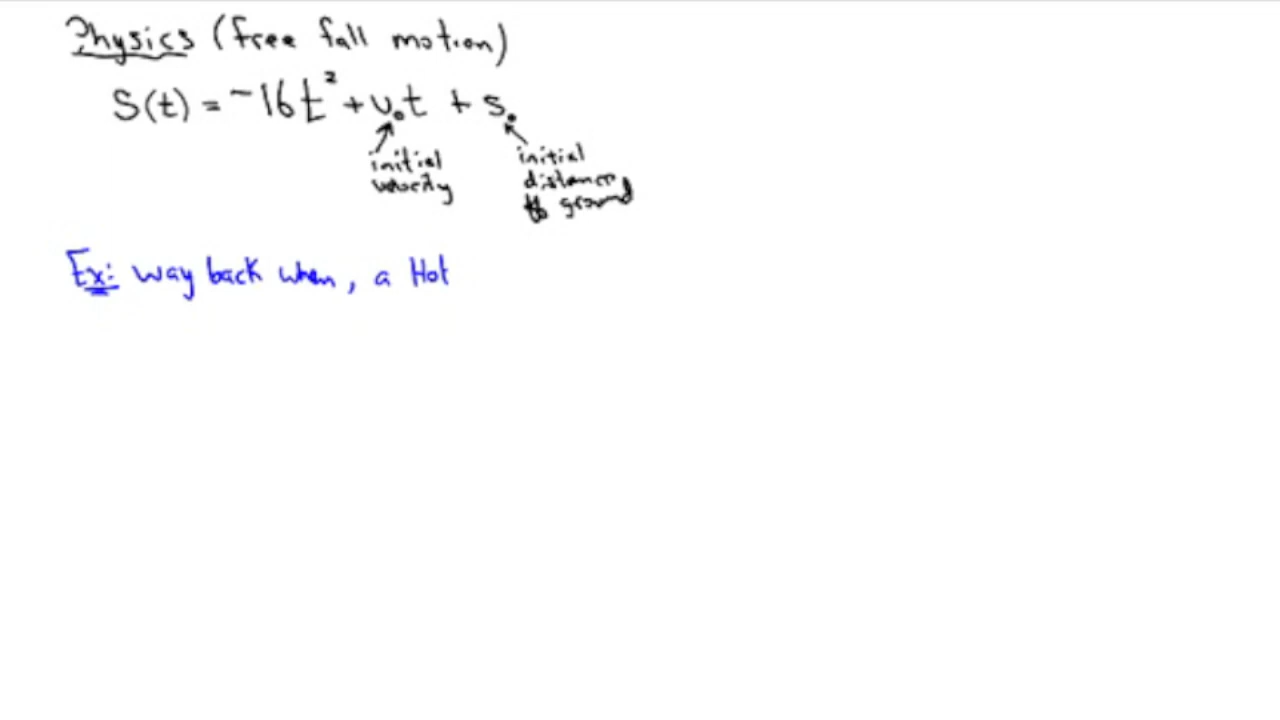 Physics (free fall motion)
S(t) = -16t² + v₀t + s₀
initial
velocity
initial
distance
to ground
Ex: way back when, a Hot